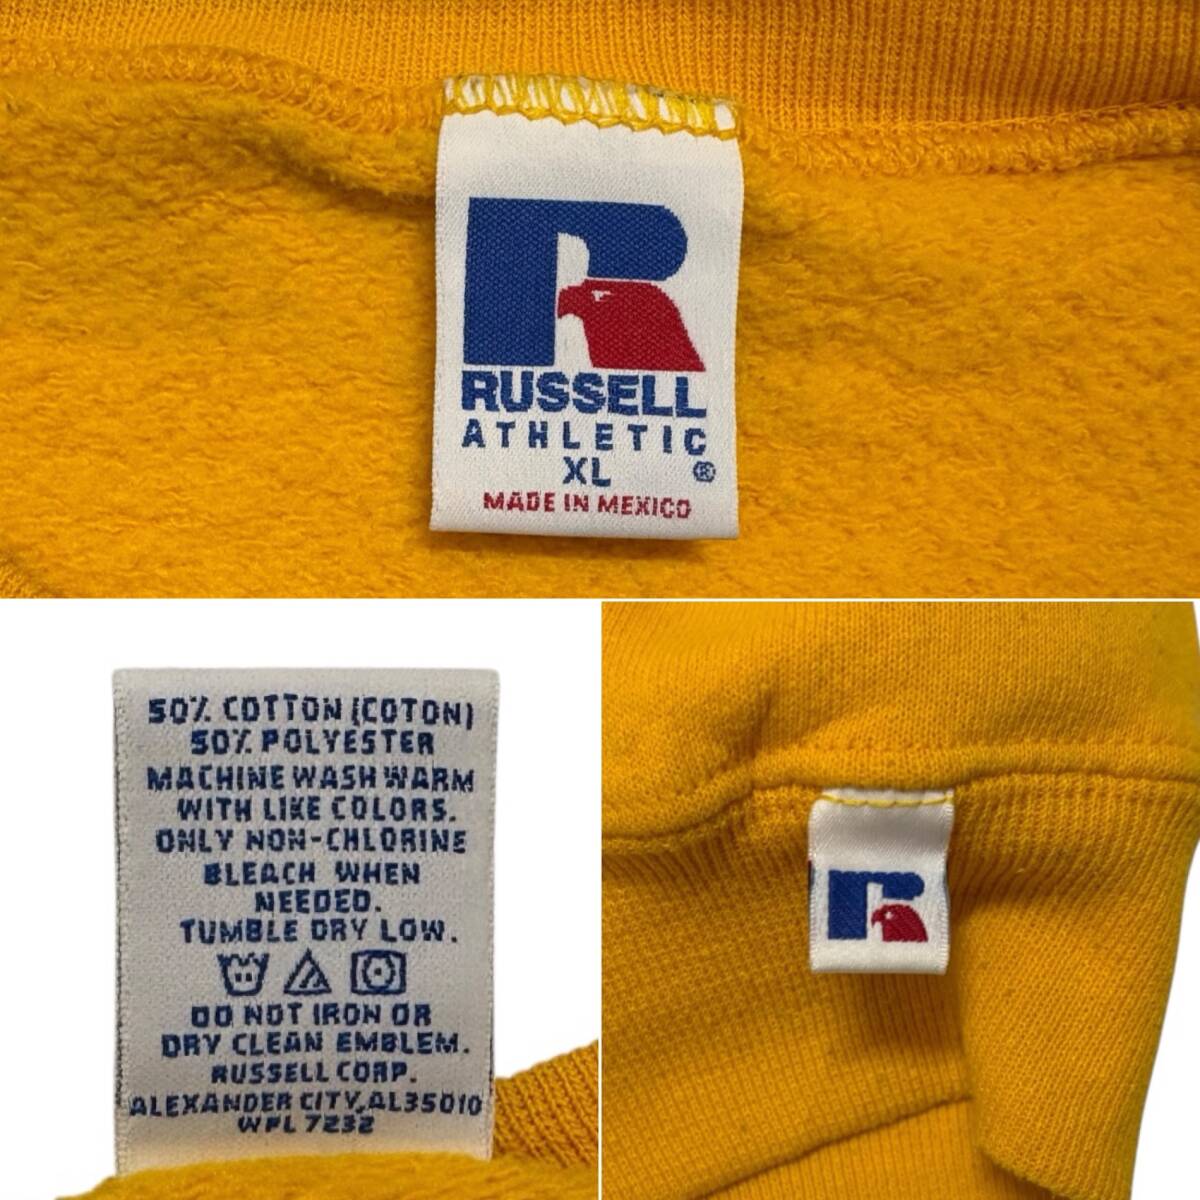 R
RUSSELL
ATHLETIC
XL ®
MADE IN MEXICO
50% COTTON (COTON)
50% POLYESTER
MACHINE WASH WARM
WITH LIKE COLORS.
ONLY NON-CHLORINE
BLEACH WHEN
NEEDED.
TUMBLE DRY LOW.
DO NOT IRON OR
DRY CLEAN EMBLEM.
RUSSELL CORP.
ALEXANDER CITY, AL35010
WPL 7232
R